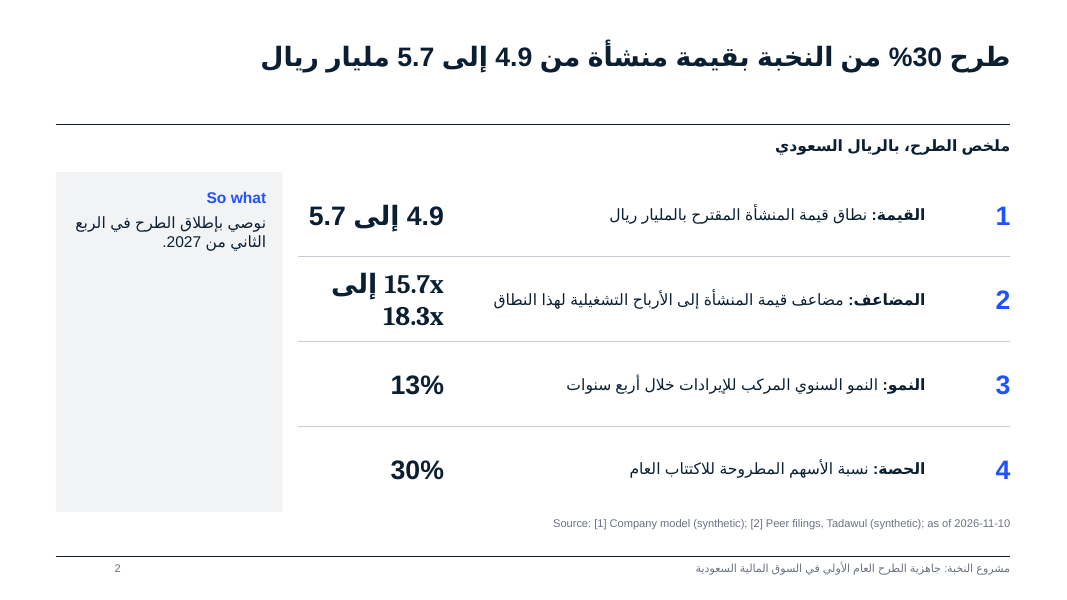 طرح 30% من النخبة بقيمة منشأة من 4.9 إلى 5.7 مليار ريال
ملخص الطرح، بالريال السعودي
1
القيمة: نطاق قيمة المنشأة المقترح بالمليار ريال
4.9 إلى 5.7
2
المضاعف: مضاعف قيمة المنشأة إلى الأرباح التشغيلية لهذا النطاق
15.7x إلى
18.3x
3
النمو: النمو السنوي المركب للإيرادات خلال أربع سنوات
13%
4
الحصة: نسبة الأسهم المطروحة للاكتتاب العام
30%
So what
نوصي بإطلاق الطرح في الربع
الثاني من 2027.
Source: [1] Company model (synthetic); [2] Peer filings, Tadawul (synthetic); as of 2026-11-10
مشروع النخبة: جاهزية الطرح العام الأولي في السوق المالية السعودية
2